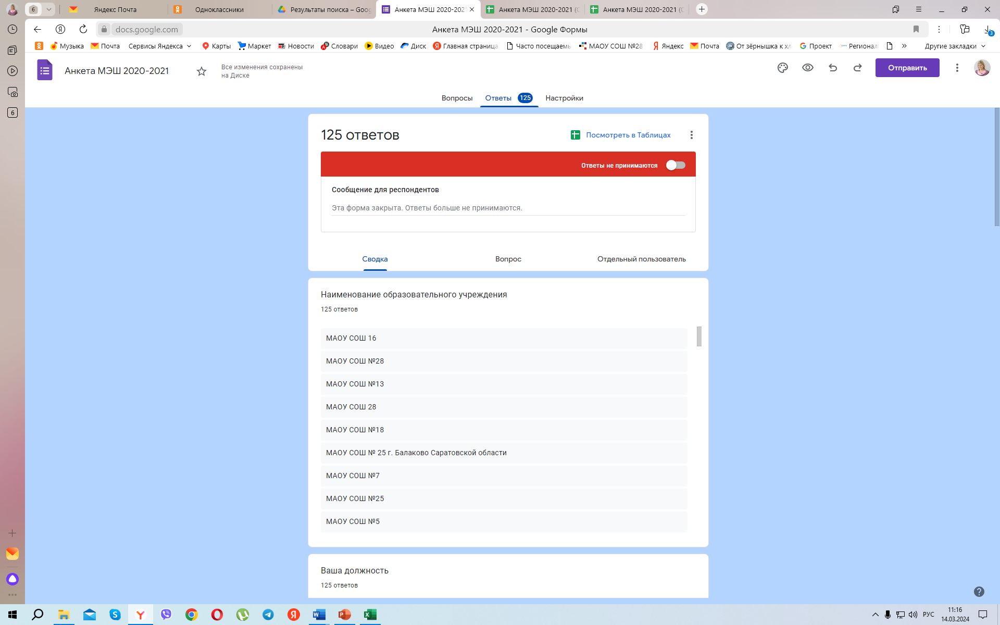 6
Яндекс Почта
Одноклассники
Результаты поиска – Goo
Анкета МЭШ 2020-202
Анкета МЭШ 2020-2021 (
Анкета МЭШ 2020-2021 (
docs.google.com
Анкета МЭШ 2020-2021 - Google Формы
3
Музыка
Почта
Сервисы Яндекса
Карты
Маркет
Новости
Словари
Видео
Диск
Главная страница
Часто посещаемы
МАОУ СОШ №28
Яндекс
Почта
От зёрнышка к хл
Проект
Регионал
Другие закладки
6
Анкета МЭШ 2020-2021
Все изменения сохранены
на Диске
Отправить
Вопросы
Ответы 125
Настройки
125 ответов
Посмотреть в Таблицах
Ответы не принимаются
Сообщение для респондентов
Эта форма закрыта. Ответы больше не принимаются.
Сводка
Вопрос
Отдельный пользователь
Наименование образовательного учреждения
125 ответов
МАОУ СОШ 16
МАОУ СОШ №28
МАОУ СОШ №13
МАОУ СОШ 28
МАОУ СОШ №18
МАОУ СОШ № 25 г. Балаково Саратовской области
МАОУ СОШ №7
МАОУ СОШ №25
МАОУ СОШ №5
Ваша должность
125 ответов
РУС
11:16
14.03.2024